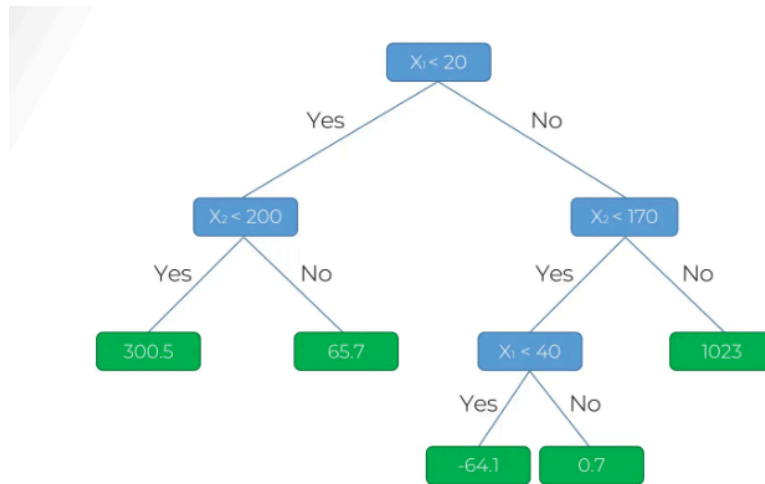 X₁ < 20
Yes
No
X₂ < 200
X₂ < 170
Yes
No
Yes
No
300.5
65.7
X₁ < 40
1023
Yes
No
-64.1
0.7